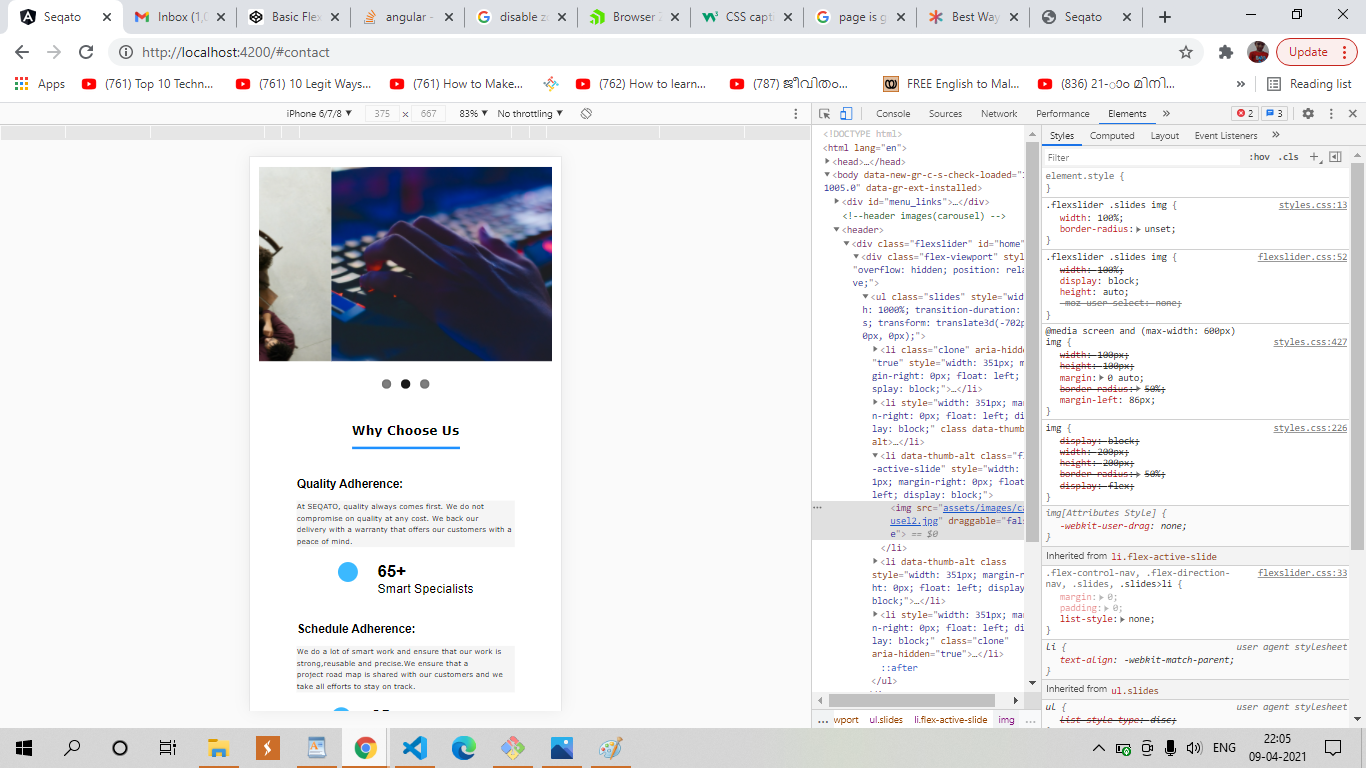 Seqato
Inbox (1,
Basic Flex
angular -
disable z
Browser
CSS capt
page is g
Best Way
Seqato
http://localhost:4200/#contact
Update
Apps
(761) Top 10 Techn...
(761) 10 Legit Ways...
(761) How to Make...
(762) How to learn...
(787) ജീവിതം...
FREE English to Mal...
(836) 21-ാം മിനി...
»
Reading list
iPhone 6/7/8 ▼
375 × 667
83% ▼
No throttling ▼
Console
Sources
Network
Performance
Elements
»
2
3
Why Choose Us
Quality Adherence:
At SEQATO, quality always comes first. We do not
compromise on quality at any cost. We back our
delivery with a warranty that offers our customers with a
peace of mind.
65+
Smart Specialists
Schedule Adherence:
We do a lot of smart work and ensure that our work is
strong,reusable and precise.We ensure that a
project road map is shared with our customers and we
take all efforts to stay on track.
<!DOCTYPE html>
<html lang="en">
<head>…</head>
<body data-new-gr-c-s-check-loaded="1
1005.0" data-gr-ext-installed>
<div id="menu_links">…</div>
<!--header images(carousel) -->
<header>
<div class="flexslider" id="home"
<div class="flex-viewport" styl
"overflow: hidden; position: rela
ve;">
<ul class="slides" style="wid
h: 1000%; transition-duration:
s; transform: translate3d(-702p
0px, 0px);">
<li class="clone" aria-hidd
"true" style="width: 351px; m
gin-right: 0px; float: left;
splay: block;">…</li>
<li style="width: 351px; ma
n-right: 0px; float: left; di
lay: block;" class data-thumb
alt>…</li>
<li data-thumb-alt class="f
-active-slide" style="width:
1px; margin-right: 0px; float
left; display: block;">
<img src="assets/images/ca
usel2.jpg" draggable="fal
e"> == $0
</li>
<li data-thumb-alt class
style="width: 351px; margin-r
ht: 0px; float: left; display
block;">…</li>
<li style="width: 351px; ma
n-right: 0px; float: left; di
lay: block;" class="clone"
aria-hidden="true">…</li>
::after
</ul>
... wport ul.slides li.flex-active-slide img ...
Styles
Computed
Layout
Event Listeners
»
Filter
:hov .cls +
element.style {
}
.flexslider .slides img { styles.css:13
width: 100%;
border-radius: unset;
}
.flexslider .slides img { flexslider.css:52
width: 100%;
display: block;
height: auto;
-moz-user-select: none;
}
@media screen and (max-width: 600px)
img { styles.css:427
width: 100px;
height: 100px;
margin: 0 auto;
border-radius: 50%;
margin-left: 86px;
}
img { styles.css:226
display: block;
width: 200px;
height: 200px;
border-radius: 50%;
display: flex;
}
img[Attributes Style] {
-webkit-user-drag: none;
}
Inherited from li.flex-active-slide
.flex-control-nav, .flex-direction- flexslider.css:33
nav, .slides, .slides>li {
margin: 0;
padding: 0;
list-style: none;
}
li { user agent stylesheet
text-align: -webkit-match-parent;
}
Inherited from ul.slides
ul { user agent stylesheet
list-style-type: disc;
ENG
22:05
09-04-2021